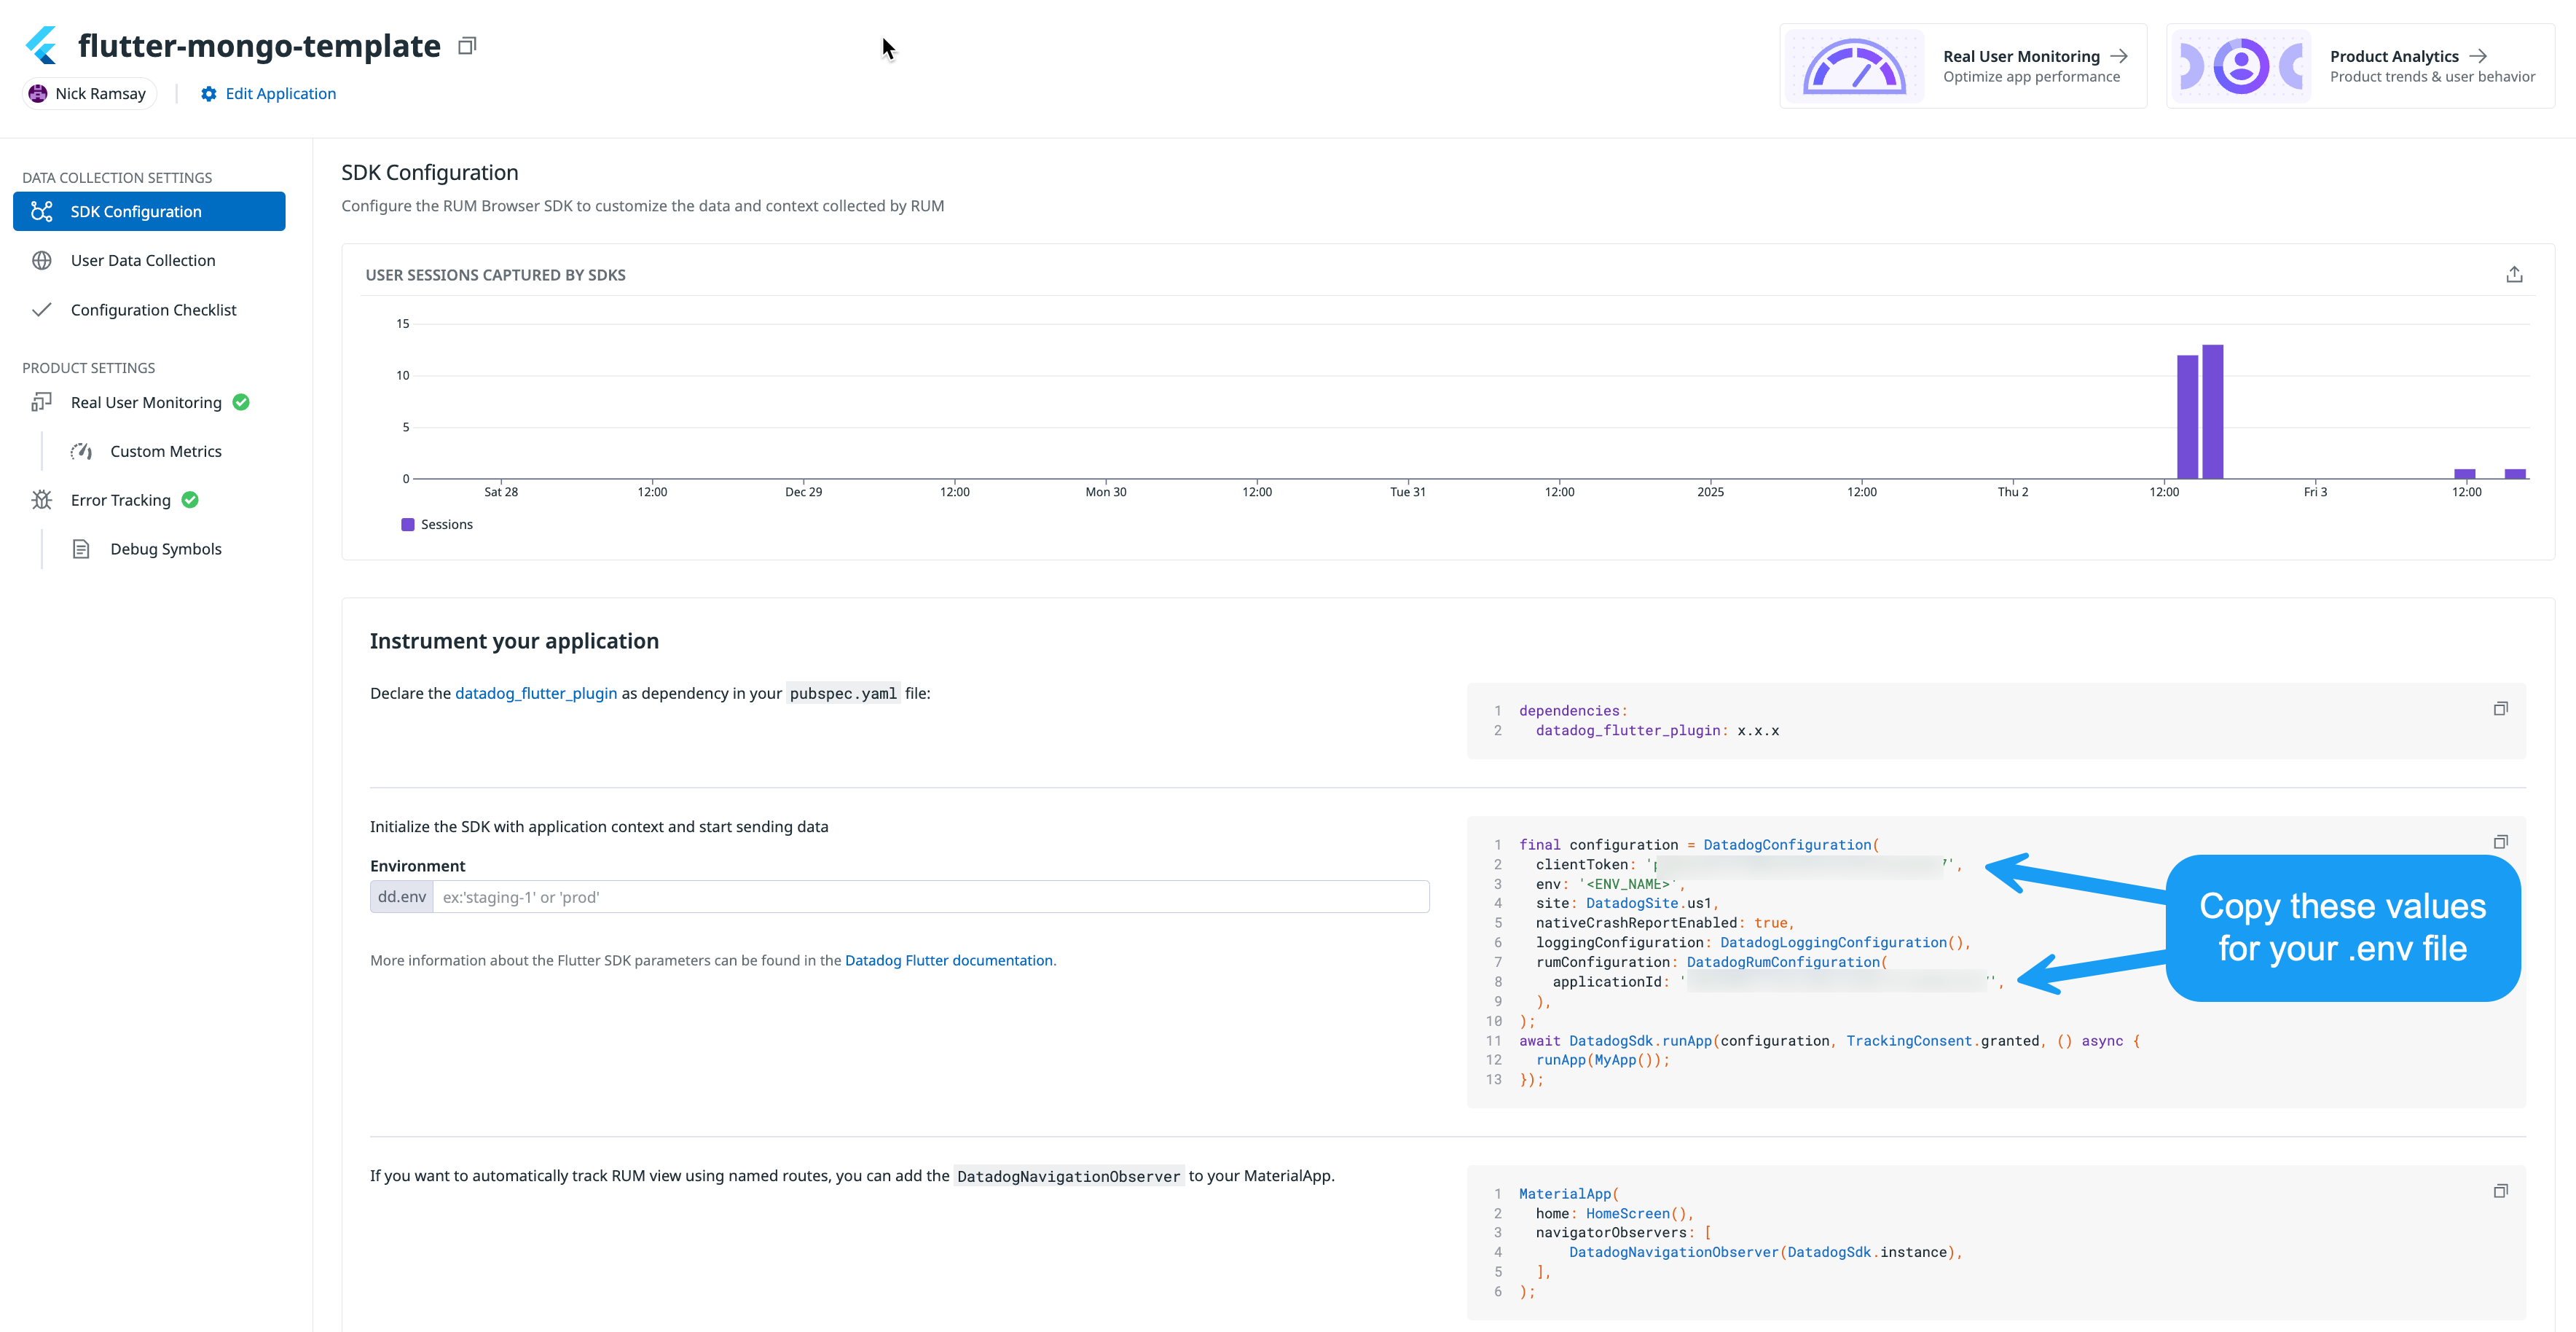 flutter-mongo-template
Nick Ramsay
Edit Application
Real User Monitoring →
Optimize app performance
Product Analytics →
Product trends & user behavior
DATA COLLECTION SETTINGS
SDK Configuration
User Data Collection
Configuration Checklist
PRODUCT SETTINGS
Real User Monitoring
Custom Metrics
Error Tracking
Debug Symbols
SDK Configuration
Configure the RUM Browser SDK to customize the data and context collected by RUM
USER SESSIONS CAPTURED BY SDKS
15
10
5
0
Sat 28 12:00 Dec 29 12:00 Mon 30 12:00 Tue 31 12:00 2025 12:00 Thu 2 12:00 Fri 3 12:00
Sessions
Instrument your application
Declare the datadog_flutter_plugin as dependency in your pubspec.yaml file:
1 dependencies:
2 datadog_flutter_plugin: x.x.x
Initialize the SDK with application context and start sending data
Environment
dd.env ex:'staging-1' or 'prod'
More information about the Flutter SDK parameters can be found in the Datadog Flutter documentation.
1 final configuration = DatadogConfiguration(
2 clientToken: ' ',
3 env: '<ENV_NAME>',
4 site: DatadogSite.us1,
5 nativeCrashReportEnabled: true,
6 loggingConfiguration: DatadogLoggingConfiguration(),
7 rumConfiguration: DatadogRumConfiguration(
8 applicationId: ' ',
9 ),
10 );
11 await DatadogSdk.runApp(configuration, TrackingConsent.granted, () async {
12 runApp(MyApp());
13 });
Copy these values
for your .env file
If you want to automatically track RUM view using named routes, you can add the DatadogNavigationObserver to your MaterialApp.
1 MaterialApp(
2 home: HomeScreen(),
3 navigatorObservers: [
4 DatadogNavigationObserver(DatadogSdk.instance),
5 ],
6 );